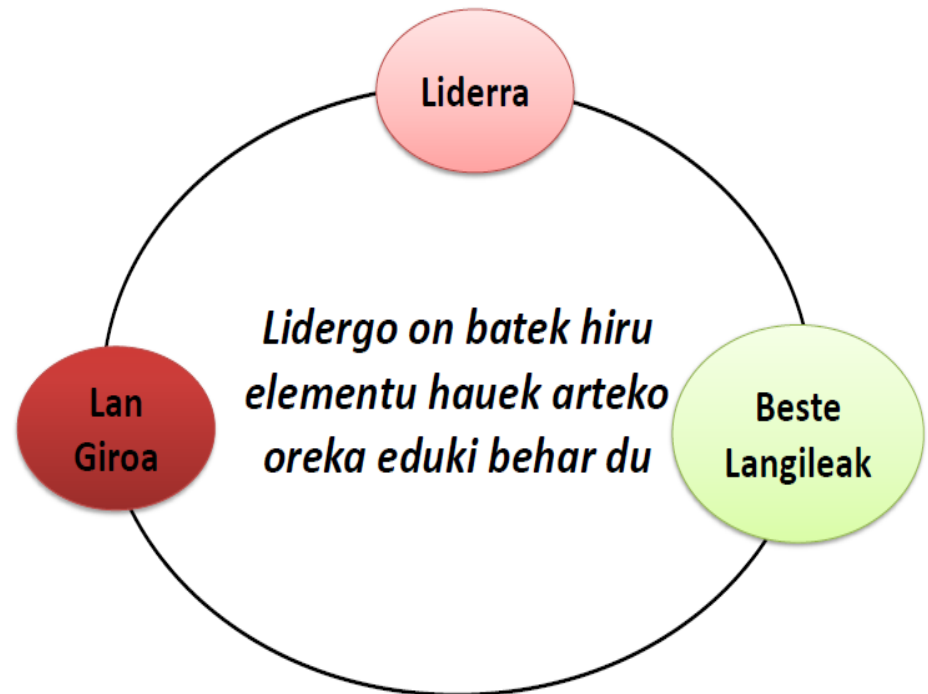 Liderra
Lidergo on batek hiru
elementu hauek arteko
oreka eduki behar du
Lan
Giroa
Beste
Langileak